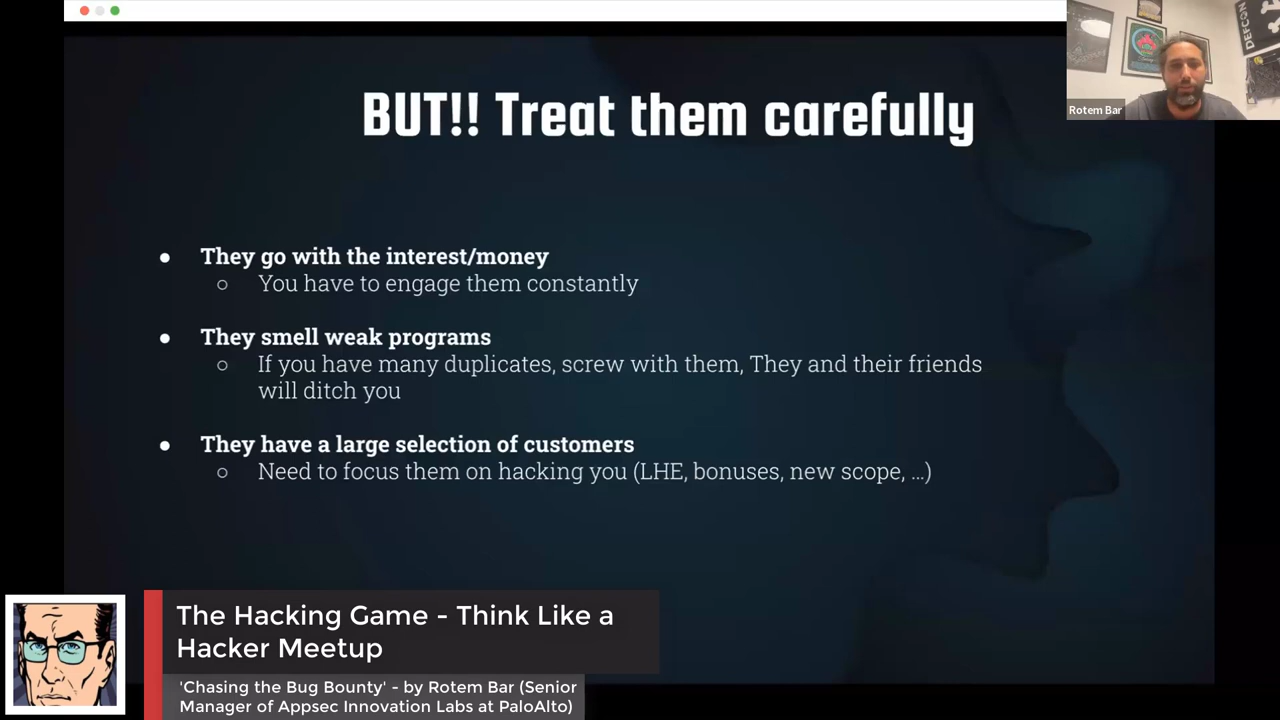 BUT!! Treat them carefully
DEFCON
Rotem Bar
● They go with the interest/money
○ You have to engage them constantly
● They smell weak programs
○ If you have many duplicates, screw with them, They and their friends
will ditch you
● They have a large selection of customers
○ Need to focus them on hacking you (LHE, bonuses, new scope, ...)
The Hacking Game - Think Like a
Hacker Meetup
'Chasing the Bug Bounty' - by Rotem Bar (Senior
Manager of Appsec Innovation Labs at PaloAlto)